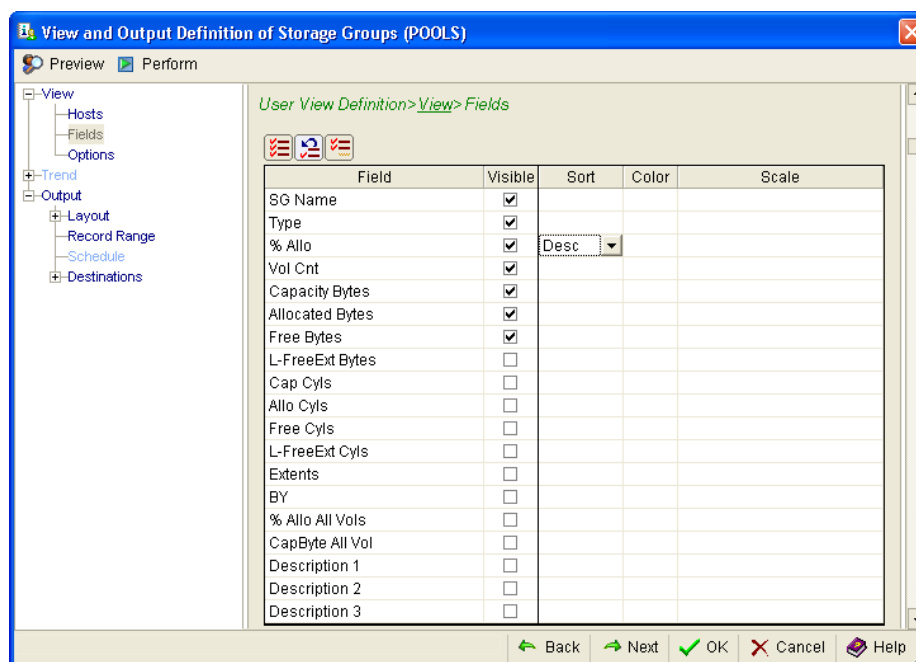 View and Output Definition of Storage Groups (POOLS)
Preview Perform
View
Hosts
Fields
Options
Trend
Output
Layout
Record Range
Schedule
Destinations
User View Definition>View>Fields
Field Visible Sort Color Scale
SG Name
Type
% Allo Desc
Vol Cnt
Capacity Bytes
Allocated Bytes
Free Bytes
L-FreeExt Bytes
Cap Cyls
Allo Cyls
Free Cyls
L-FreeExt Cyls
Extents
BY
% Allo All Vols
CapByte All Vol
Description 1
Description 2
Description 3
Back Next OK Cancel Help